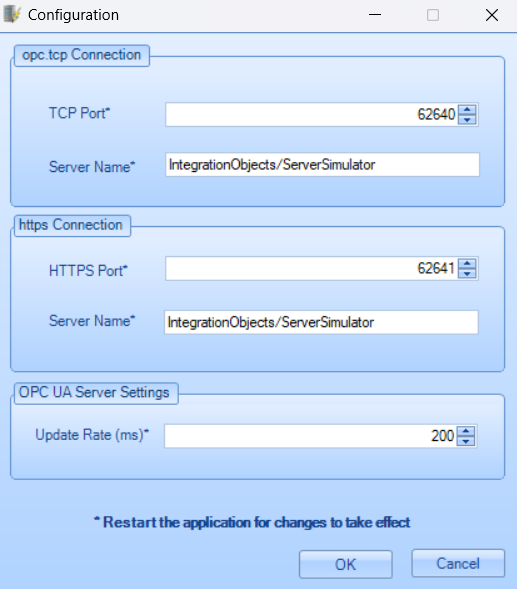 Configuration
opc.tcp Connection
TCP Port* 62640
Server Name* IntegrationObjects/ServerSimulator
https Connection
HTTPS Port* 62641
Server Name* IntegrationObjects/ServerSimulator
OPC UA Server Settings
Update Rate (ms)* 200
* Restart the application for changes to take effect
OK Cancel